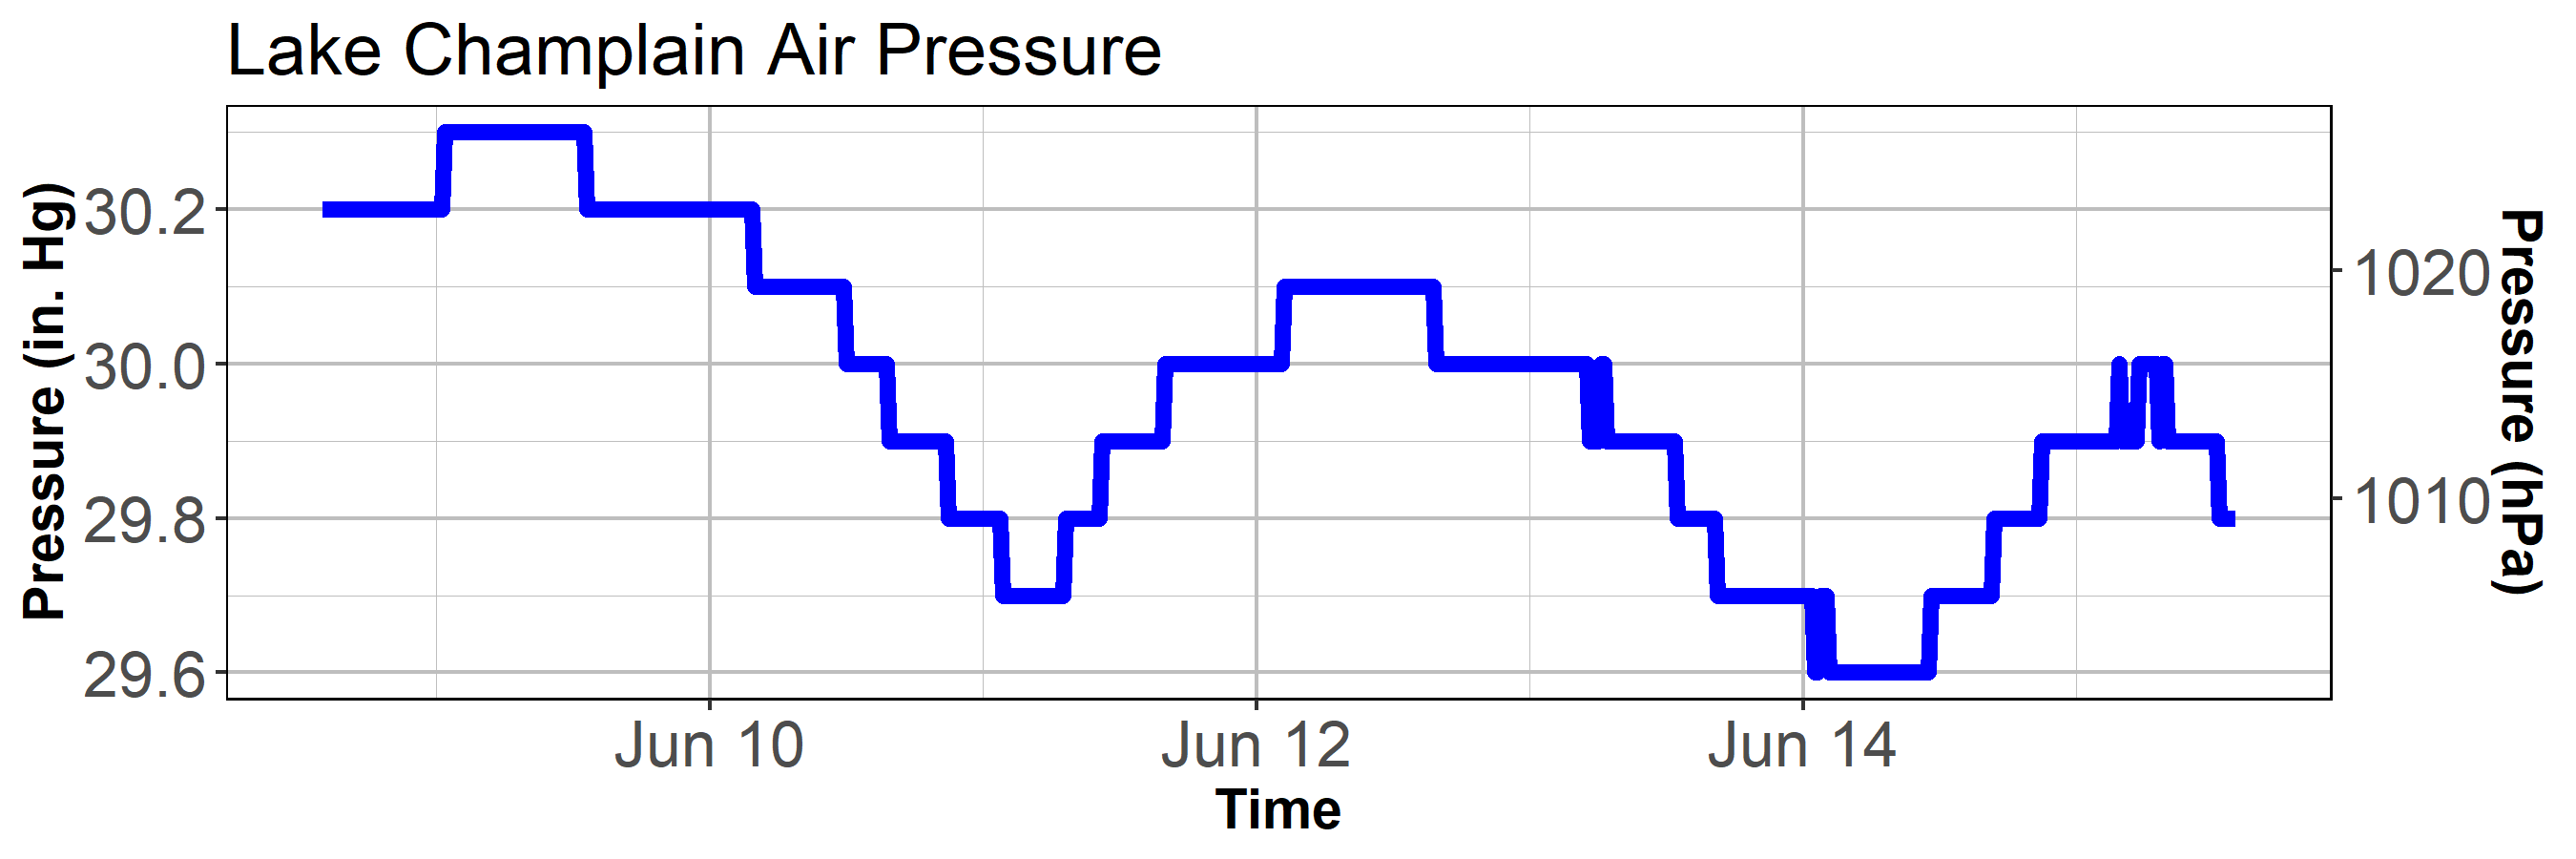 Lake Champlain Air Pressure
Pressure (in. Hg)
30.2
30.0
29.8
29.6
1020
1010
Pressure (hPa)
Jun 10
Jun 12
Jun 14
Time